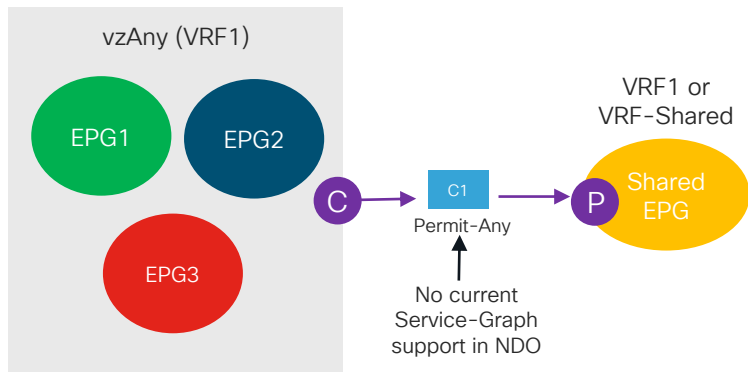 vzAny (VRF1)
EPG1
EPG2
EPG3
C
C1
Permit-Any
No current
Service-Graph
support in NDO
VRF1 or
VRF-Shared
P
Shared
EPG